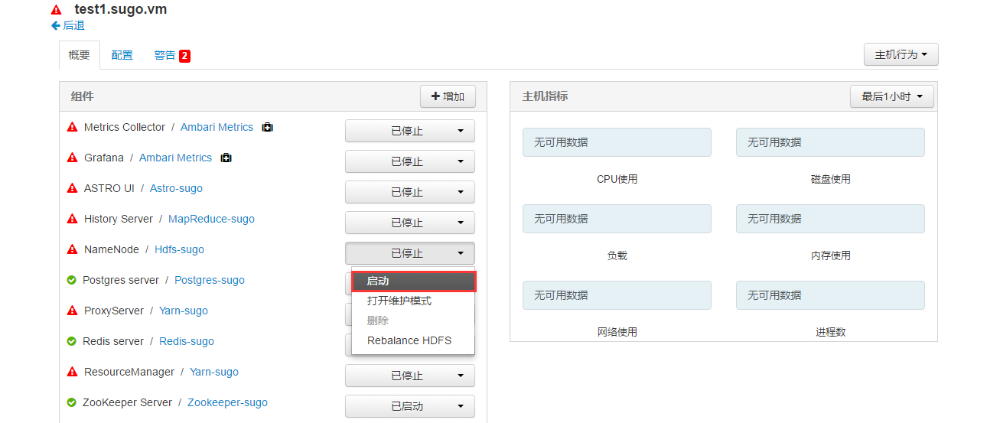 test1.sugo.vm
后退
概要 配置 警告 2
主机行为
组件
增加
Metrics Collector / Ambari Metrics
已停止
Grafana / Ambari Metrics
已停止
ASTRO UI / Astro-sugo
已停止
History Server / MapReduce-sugo
已停止
NameNode / Hdfs-sugo
已停止
启动
打开维护模式
删除
Rebalance HDFS
Postgres server / Postgres-sugo
ProxyServer / Yarn-sugo
Redis server / Redis-sugo
ResourceManager / Yarn-sugo
已停止
ZooKeeper Server / Zookeeper-sugo
已启动
主机指标
最后1小时
无可用数据
CPU使用
无可用数据
磁盘使用
无可用数据
负载
无可用数据
内存使用
无可用数据
网络使用
无可用数据
进程数